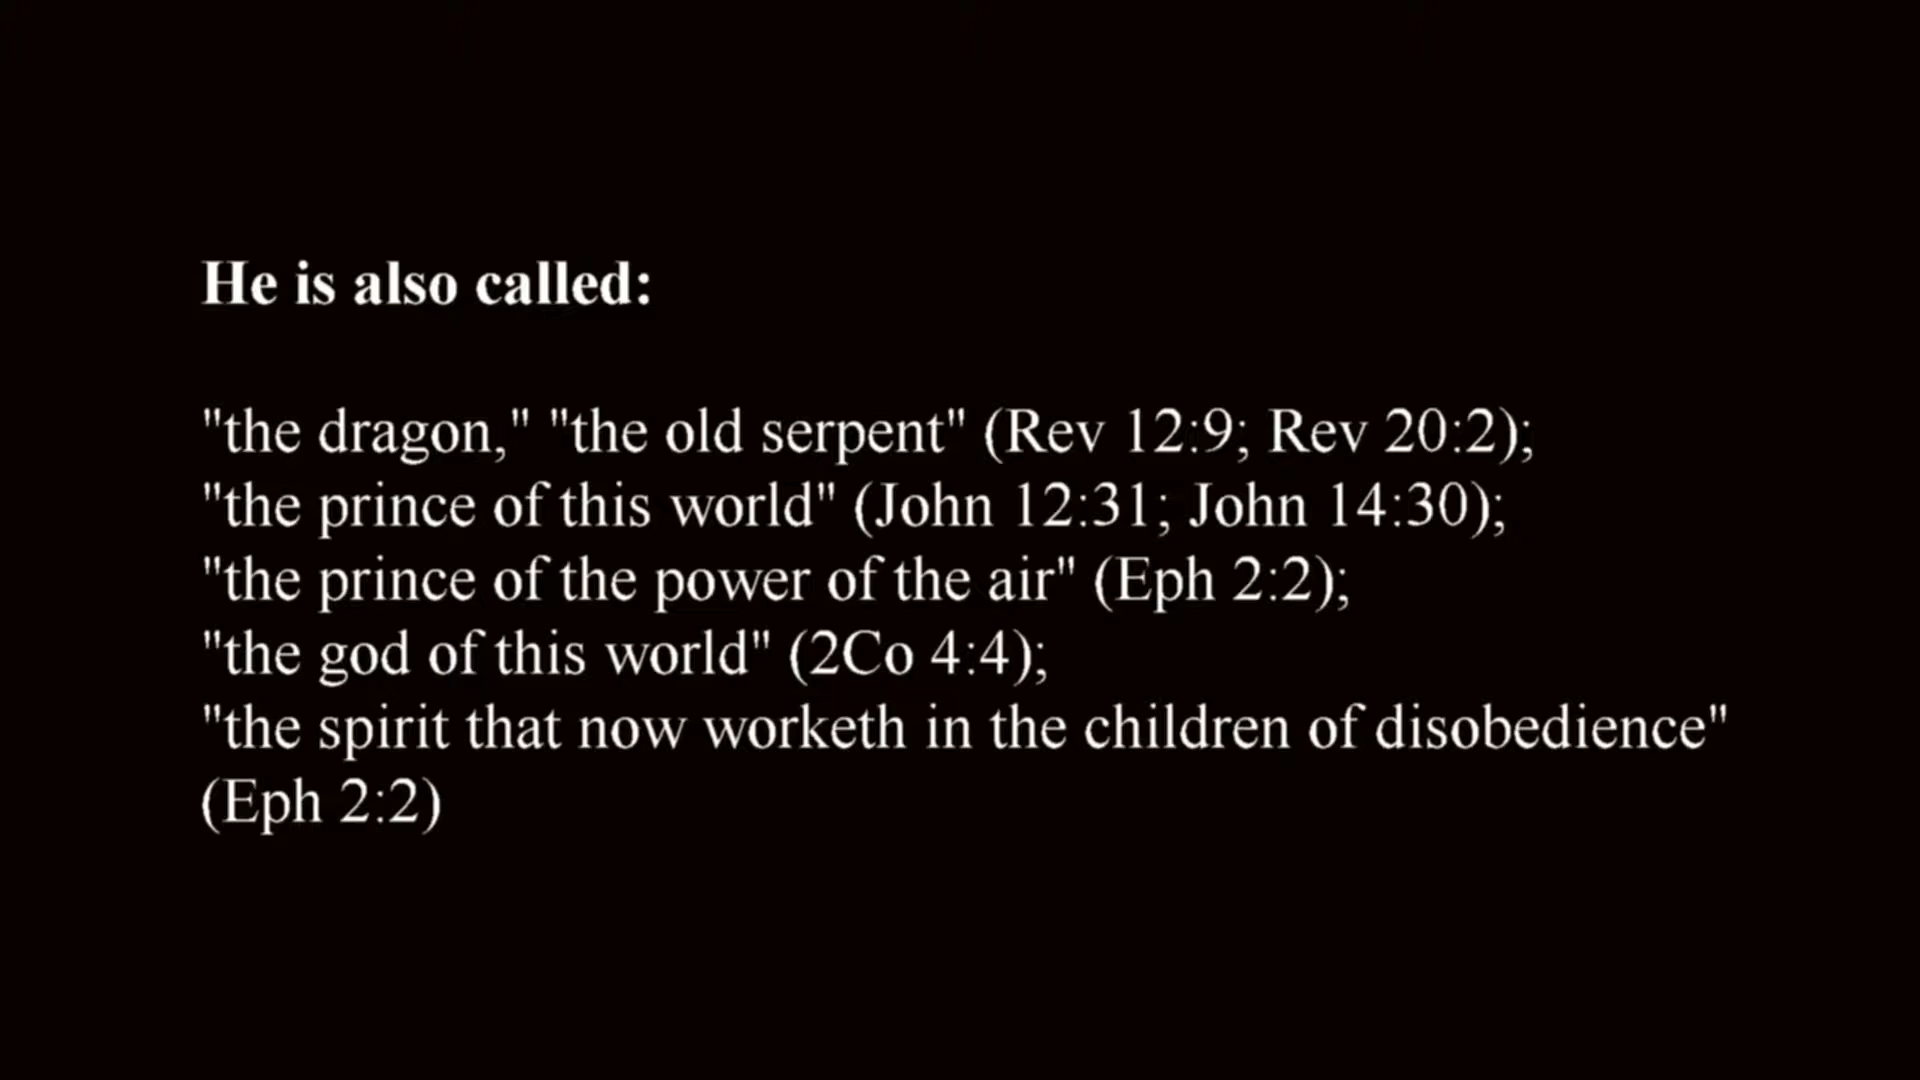 He is also called:
"the dragon," "the old serpent" (Rev 12:9; Rev 20:2);
"the prince of this world" (John 12:31; John 14:30);
"the prince of the power of the air" (Eph 2:2);
"the god of this world" (2Co 4:4);
"the spirit that now worketh in the children of disobedience"
(Eph 2:2)